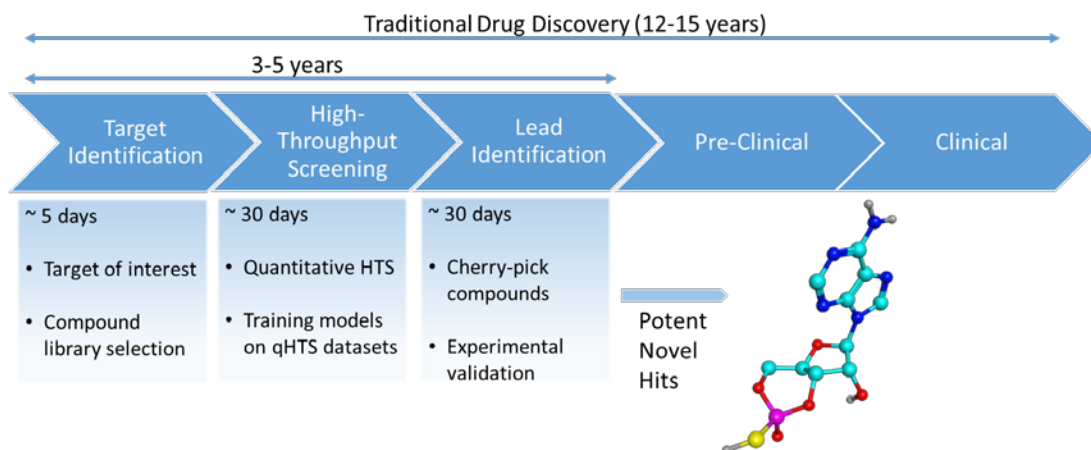 Traditional Drug Discovery (12-15 years)
3-5 years
Target
Identification
High-
Throughput
Screening
Lead
Identification
Pre-Clinical
Clinical
~ 5 days
• Target of interest
• Compound
library selection
~ 30 days
• Quantitative HTS
• Training models
on qHTS datasets
~ 30 days
• Cherry-pick
compounds
• Experimental
validation
Potent
Novel
Hits